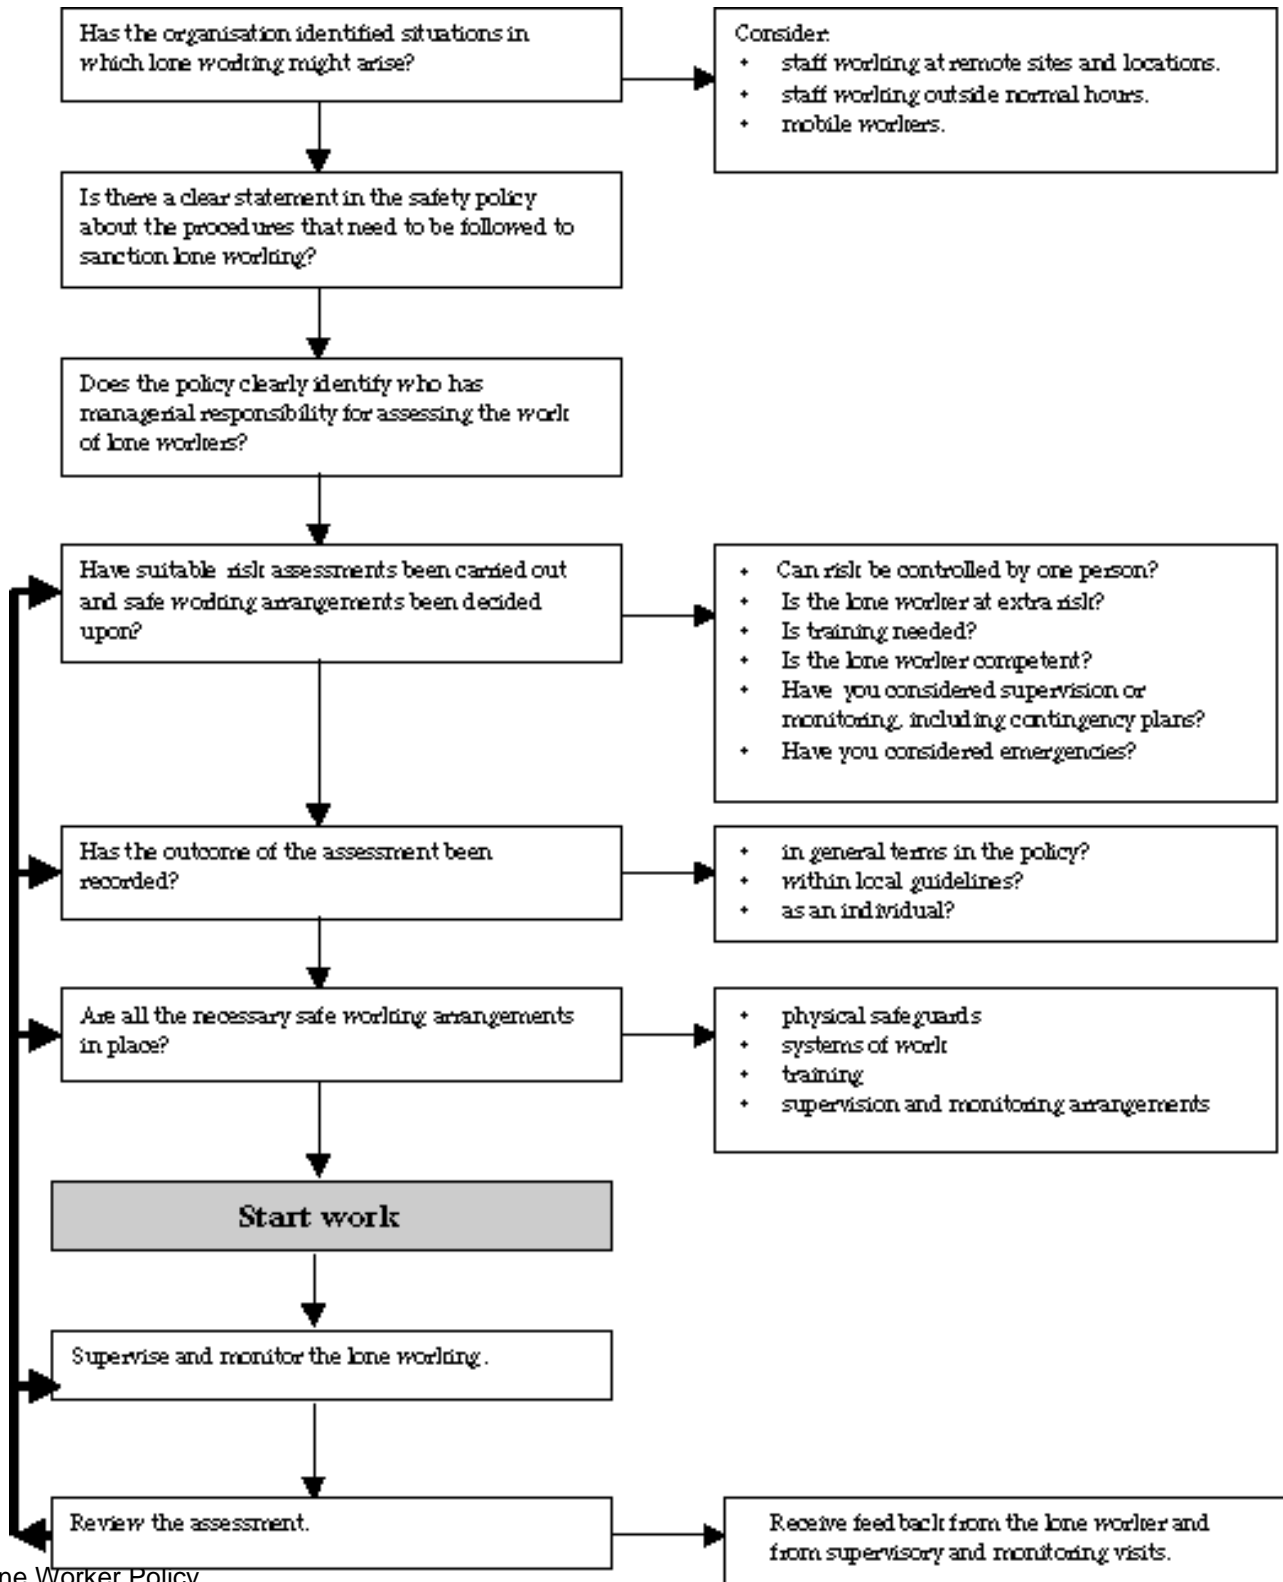 Has the organisation identified situations in
which lone working might arise?
Consider:
• staff working at remote sites and locations.
• staff working outside normal hours.
• mobile workers.
Is there a clear statement in the safety policy
about the procedures that need to be followed to
sanction lone working?
Does the policy clearly identify who has
managerial responsibility for assessing the work
of lone workers?
Have suitable risk assessments been carried out
and safe working arrangements been decided
upon?
• Can risk be controlled by one person?
• Is the lone worker at extra risk?
• Is training needed?
• Is the lone worker competent?
• Have you considered supervision or
monitoring, including contingency plans?
• Have you considered emergencies?
Has the outcome of the assessment been
recorded?
• in general terms in the policy?
• within local guidelines?
• as an individual?
Are all the necessary safe working arrangements
in place?
• physical safeguards
• systems of work
• training
• supervision and monitoring arrangements
Start work
Supervise and monitor the lone working.
Review the assessment.
Receive feedback from the lone worker and
from supervisory and monitoring visits.
ne Worker Policy